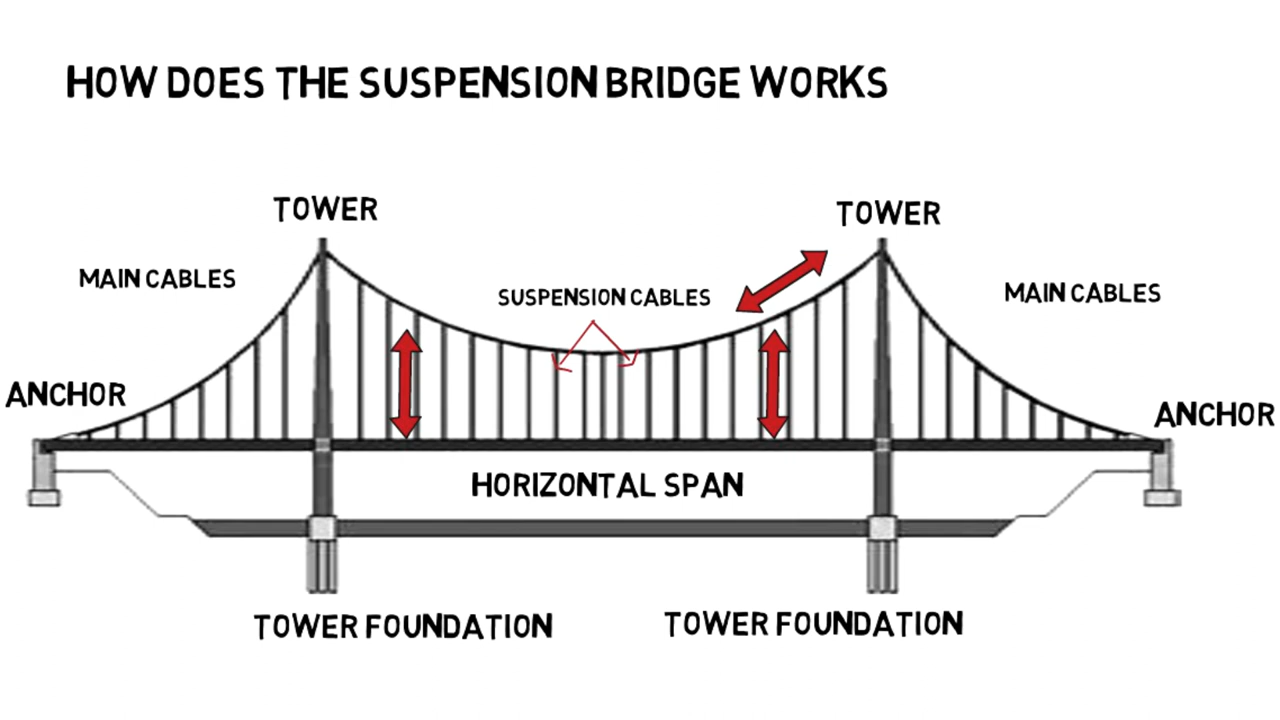 HOW DOES THE SUSPENSION BRIDGE WORKS
TOWER
TOWER
MAIN CABLES
SUSPENSION CABLES
MAIN CABLES
ANCHOR
ANCHOR
HORIZONTAL SPAN
TOWER FOUNDATION
TOWER FOUNDATION